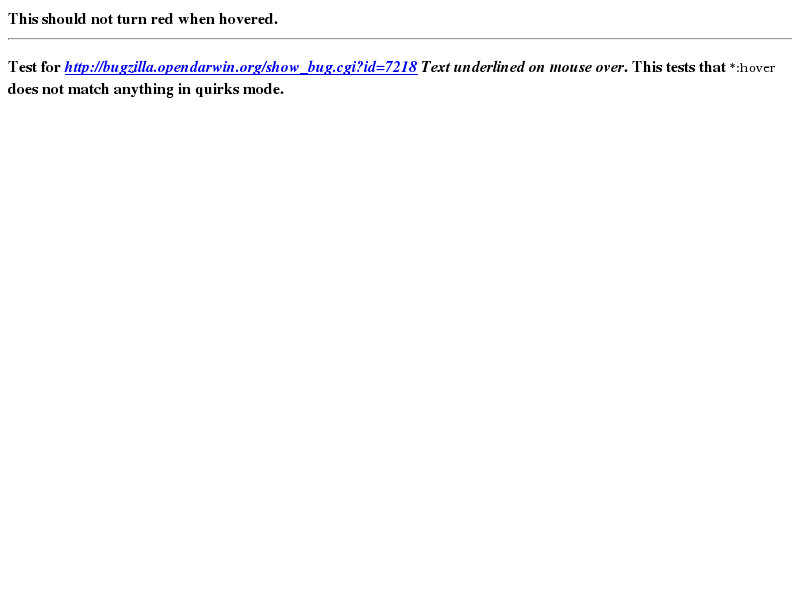 This should not turn red when hovered.
Test for http://bugzilla.opendarwin.org/show_bug.cgi?id=7218 Text underlined on mouse over. This tests that *:hover
does not match anything in quirks mode.